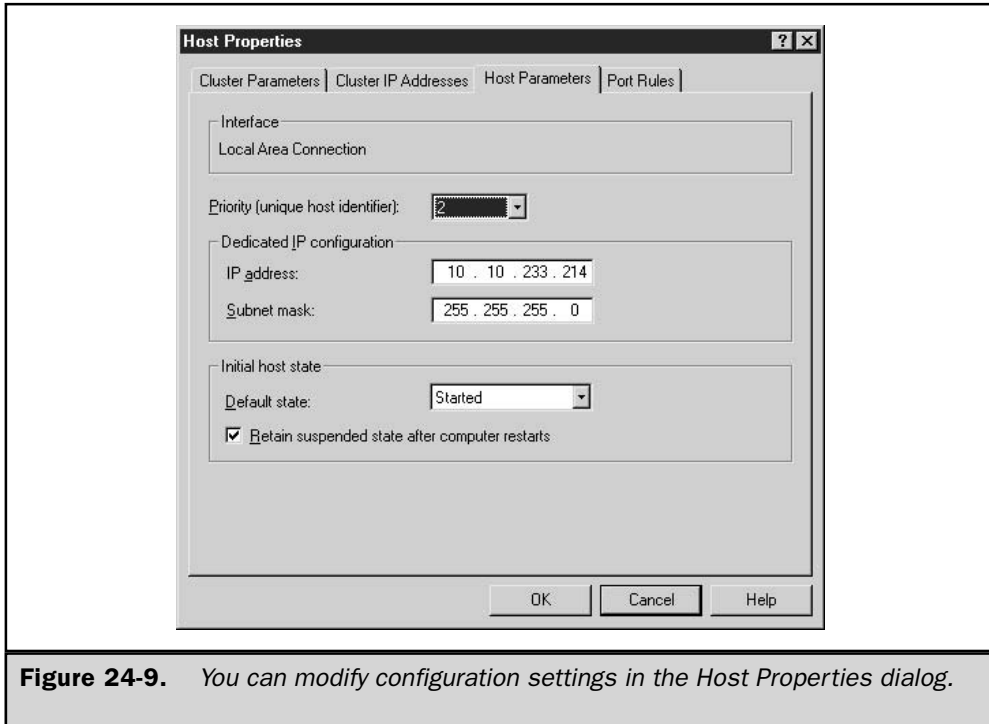 Host Properties
Cluster Parameters Cluster IP Addresses Host Parameters Port Rules
Interface
Local Area Connection
Priority (unique host identifier): 2
Dedicated IP configuration
IP address: 10 . 10 . 233 . 214
Subnet mask: 255 . 255 . 255 . 0
Initial host state
Default state: Started
Retain suspended state after computer restarts
OK Cancel Help
Figure 24-9. You can modify configuration settings in the Host Properties dialog.